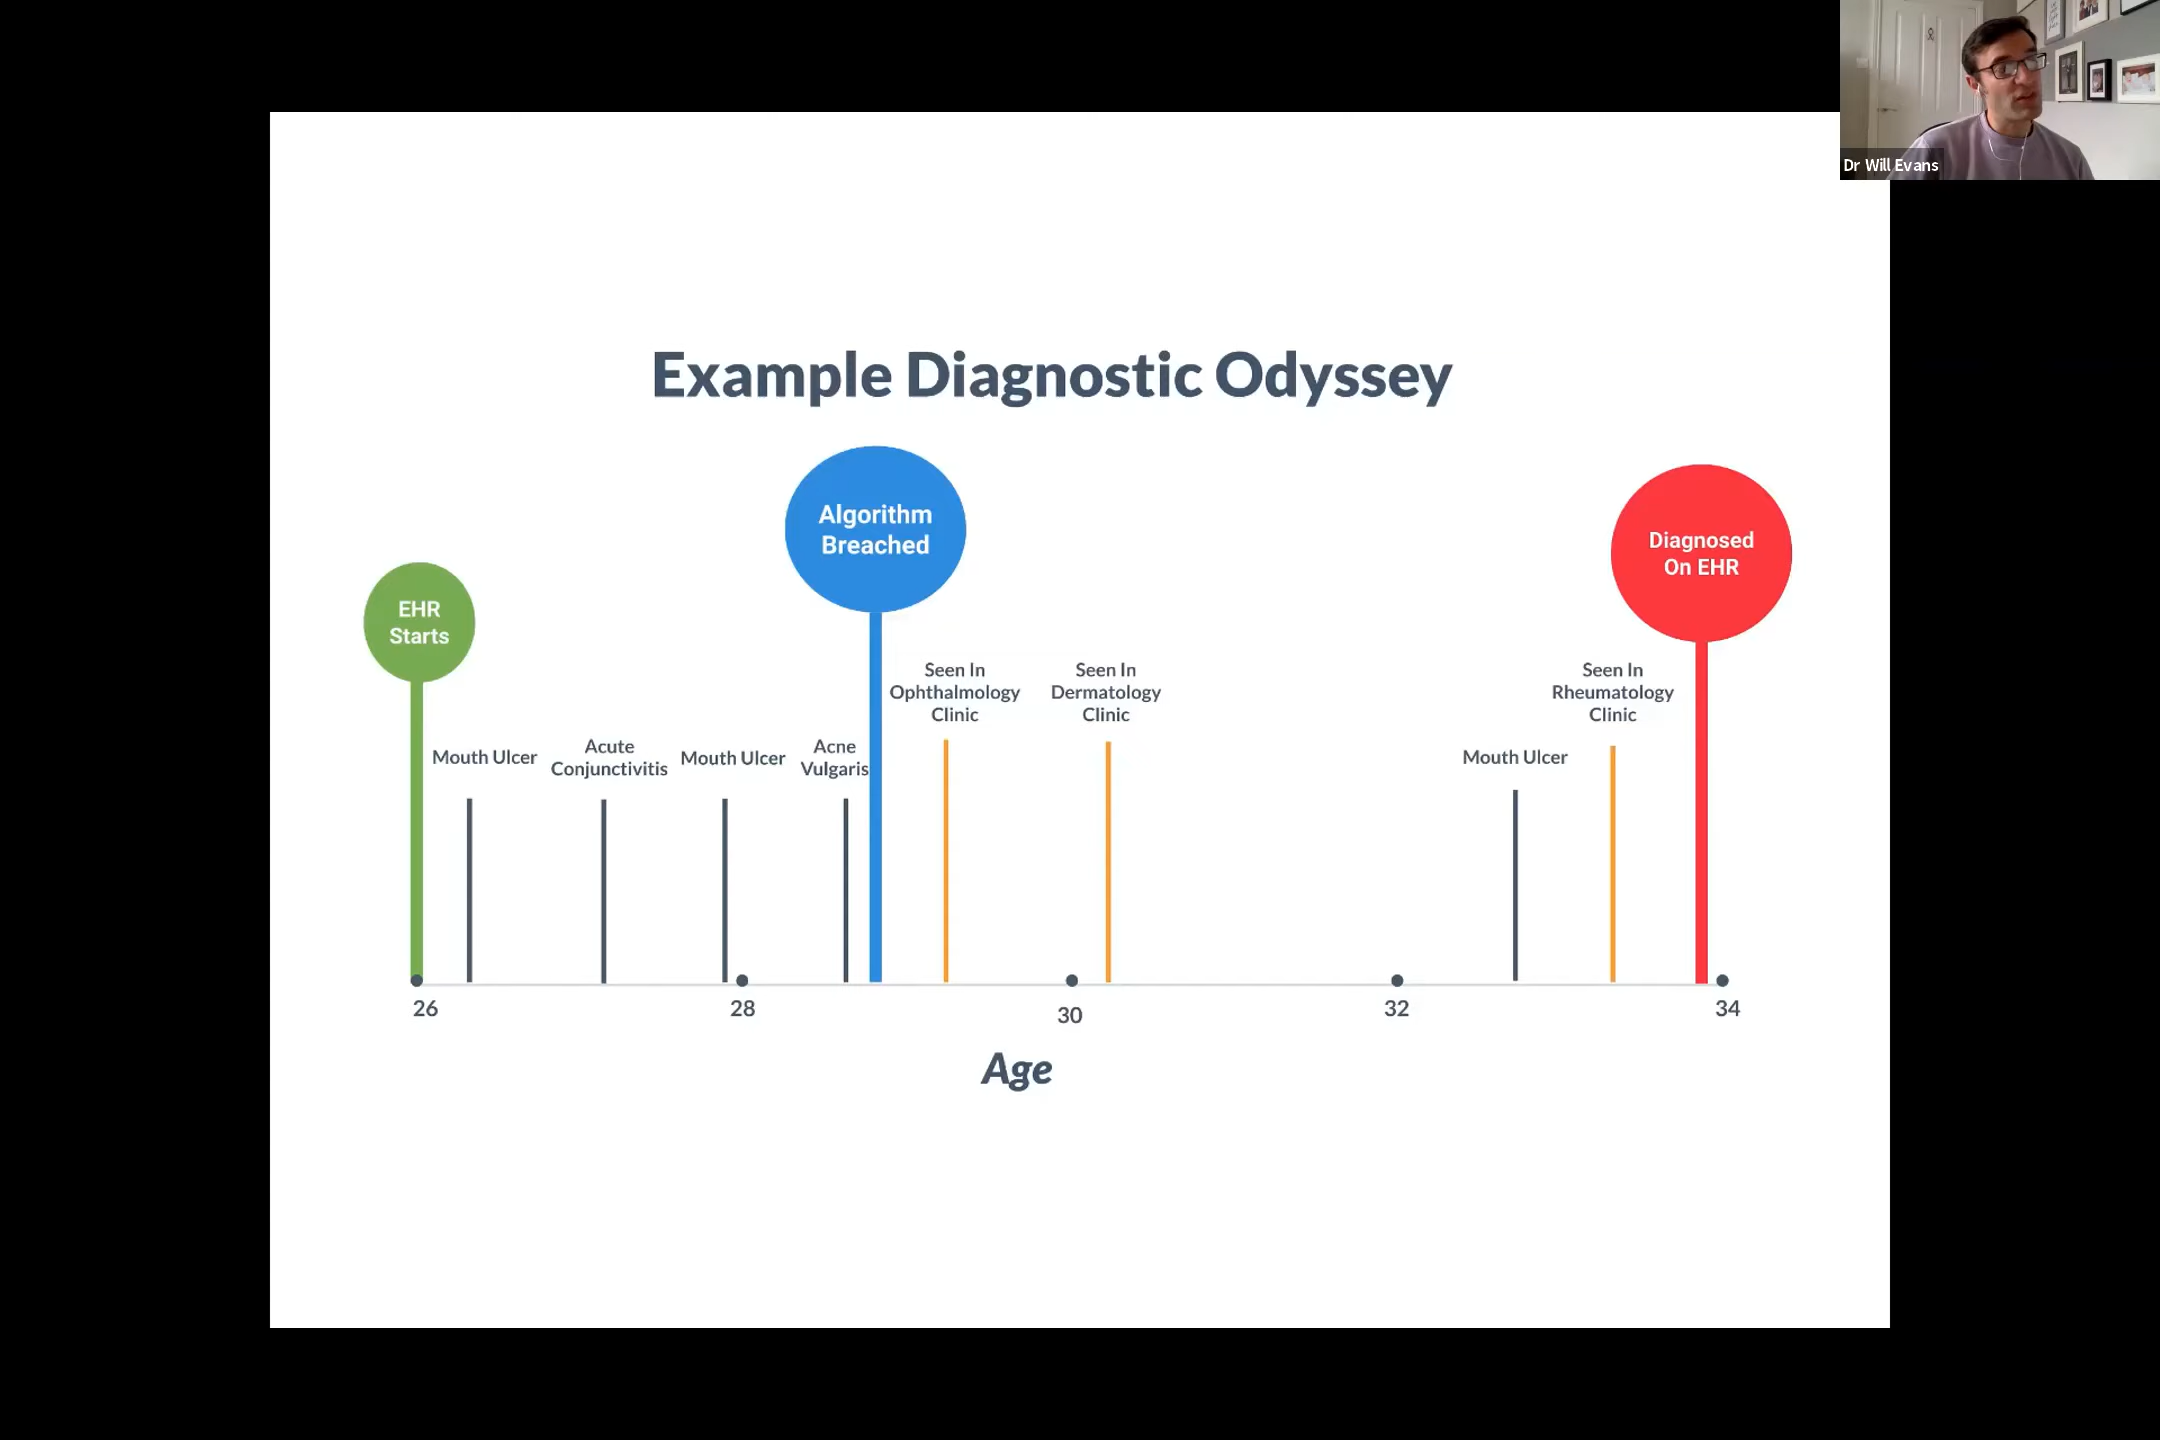 Dr Will Evans
Example Diagnostic Odyssey
Algorithm
Breached
Diagnosed
On EHR
EHR
Starts
Seen In
Ophthalmology
Clinic
Seen In
Dermatology
Clinic
Seen In
Rheumatology
Clinic
Mouth Ulcer
Acute
Conjunctivitis
Mouth Ulcer
Acne
Vulgaris
Mouth Ulcer
26
28
30
32
34
Age